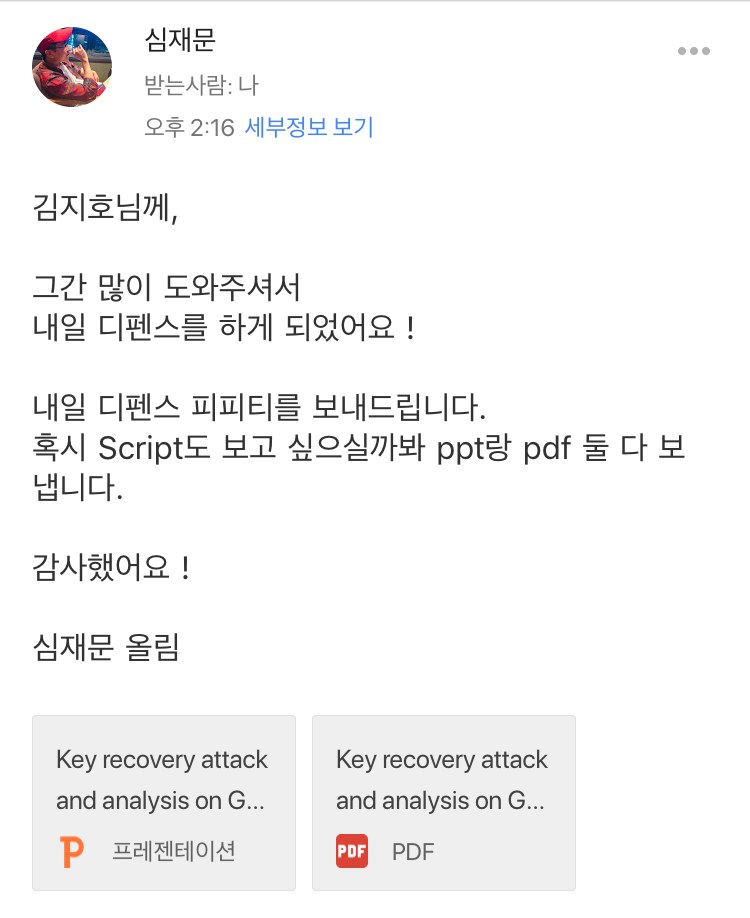 심재문
받는사람: 나
오후 2:16 세부정보 보기
김지호님께,
그간 많이 도와주셔서
내일 디펜스를 하게 되었어요 !
내일 디펜스 피피티를 보내드립니다.
혹시 Script도 보고 싶으실까봐 ppt랑 pdf 둘 다 보
냅니다.
감사했어요 !
심재문 올림
Key recovery attack
and analysis on G...
P 프레젠테이션
Key recovery attack
and analysis on G...
PDF PDF